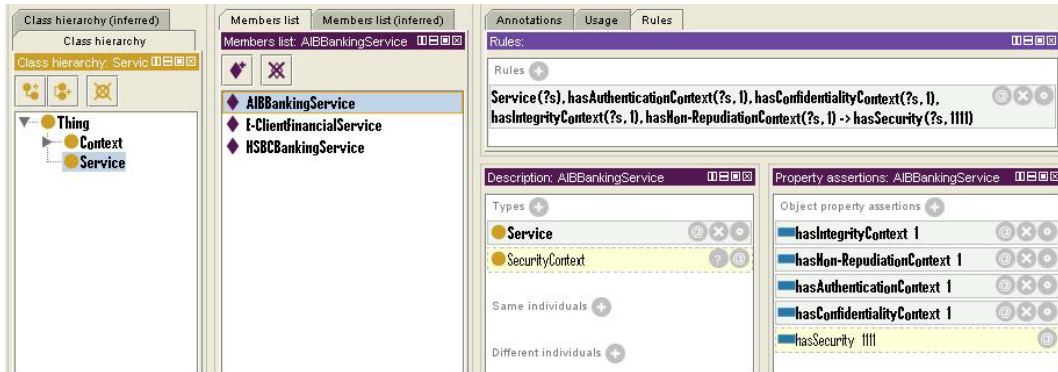 Class hierarchy (inferred)
Class hierarchy
Class hierarchy: Servic
Thing
Context
Service
Members list
Members list (inferred)
Members list: AIBBankingService
AIBBankingService
E-ClientFinancialService
HSBCBankingService
Annotations
Usage
Rules
Rules:
Rules
Service(?s), hasAuthenticationContext(?s, 1), hasConfidentialityContext(?s, 1),
hasIntegrityContext(?s, 1), hasNon-RepudiationContext(?s, 1) -> hasSecurity(?s, 1111)
Description: AIBBankingService
Types
Service
SecurityContext
Same individuals
Different individuals
Property assertions: AIBBankingService
Object property assertions
hasIntegrityContext 1
hasNon-RepudiationContext 1
hasAuthenticationContext 1
hasConfidentialityContext 1
hasSecurity 1111